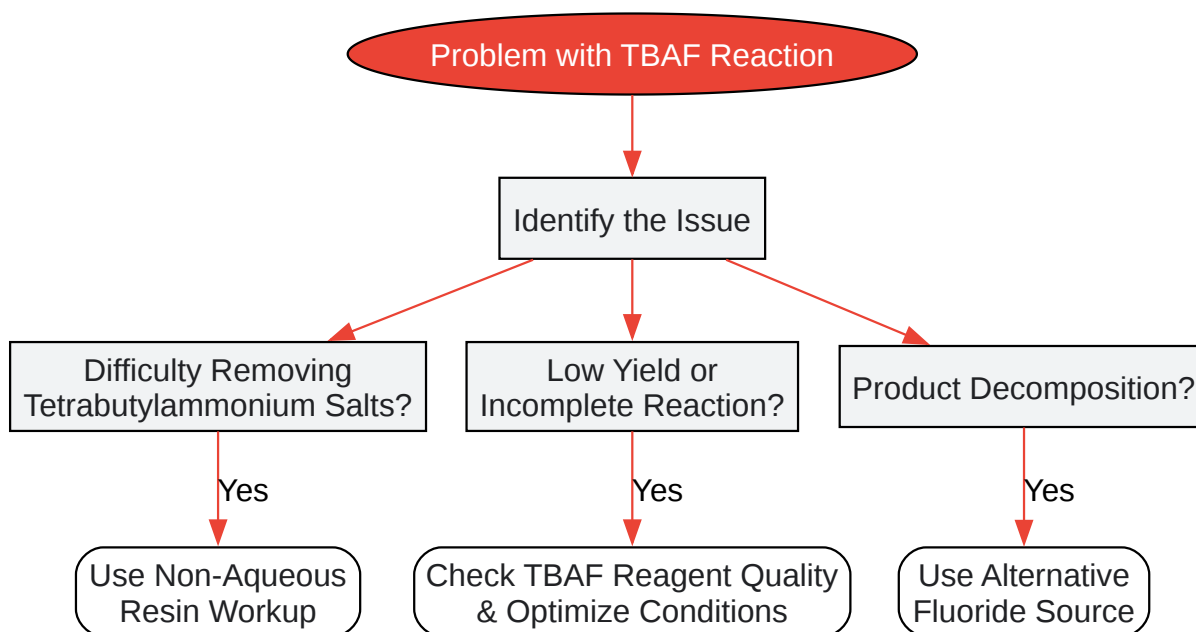 Problem with TBAF Reaction
Identify the Issue
Difficulty Removing
Tetrabutylammonium Salts?
Low Yield or
Incomplete Reaction?
Product Decomposition?
Yes
Yes
Yes
Use Non-Aqueous
Resin Workup
Check TBAF Reagent Quality
& Optimize Conditions
Use Alternative
Fluoride Source